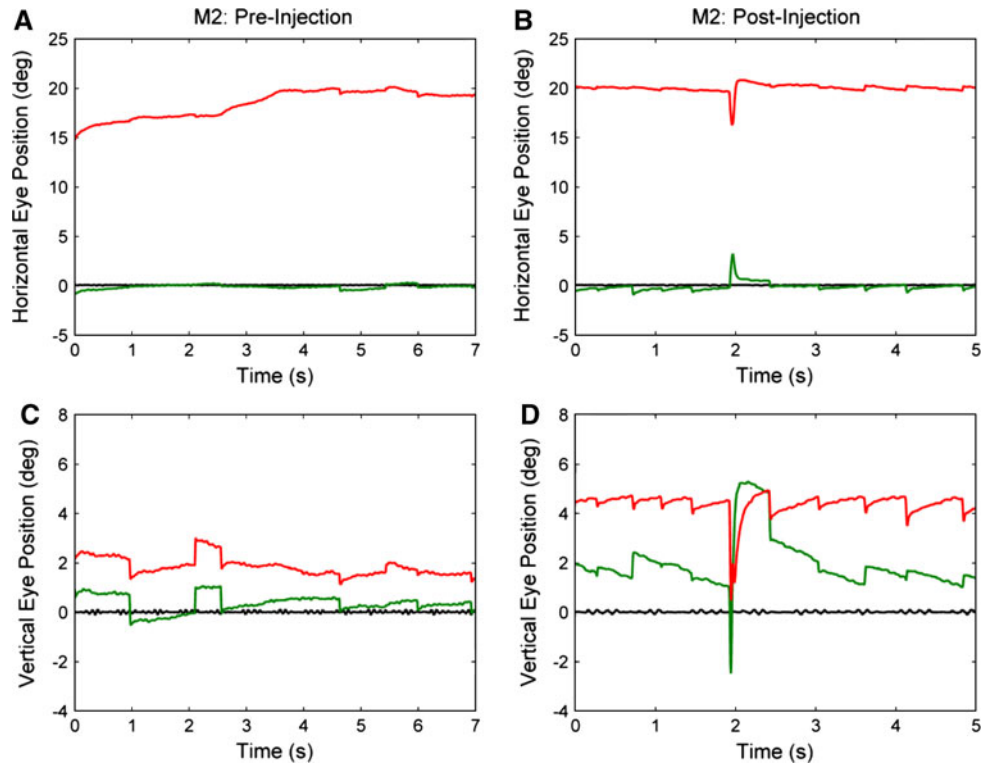 A M2: Pre-Injection
25
20
15
10
5
0
-5
Horizontal Eye Position (deg)
0 1 2 3 4 5 6 7
Time (s)
B M2: Post-Injection
25
20
15
10
5
0
-5
Horizontal Eye Position (deg)
0 1 2 3 4 5
Time (s)
C
8
6
4
2
0
-2
-4
Vertical Eye Position (deg)
0 1 2 3 4 5 6 7
Time (s)
D
8
6
4
2
0
-2
-4
Vertical Eye Position (deg)
0 1 2 3 4 5
Time (s)